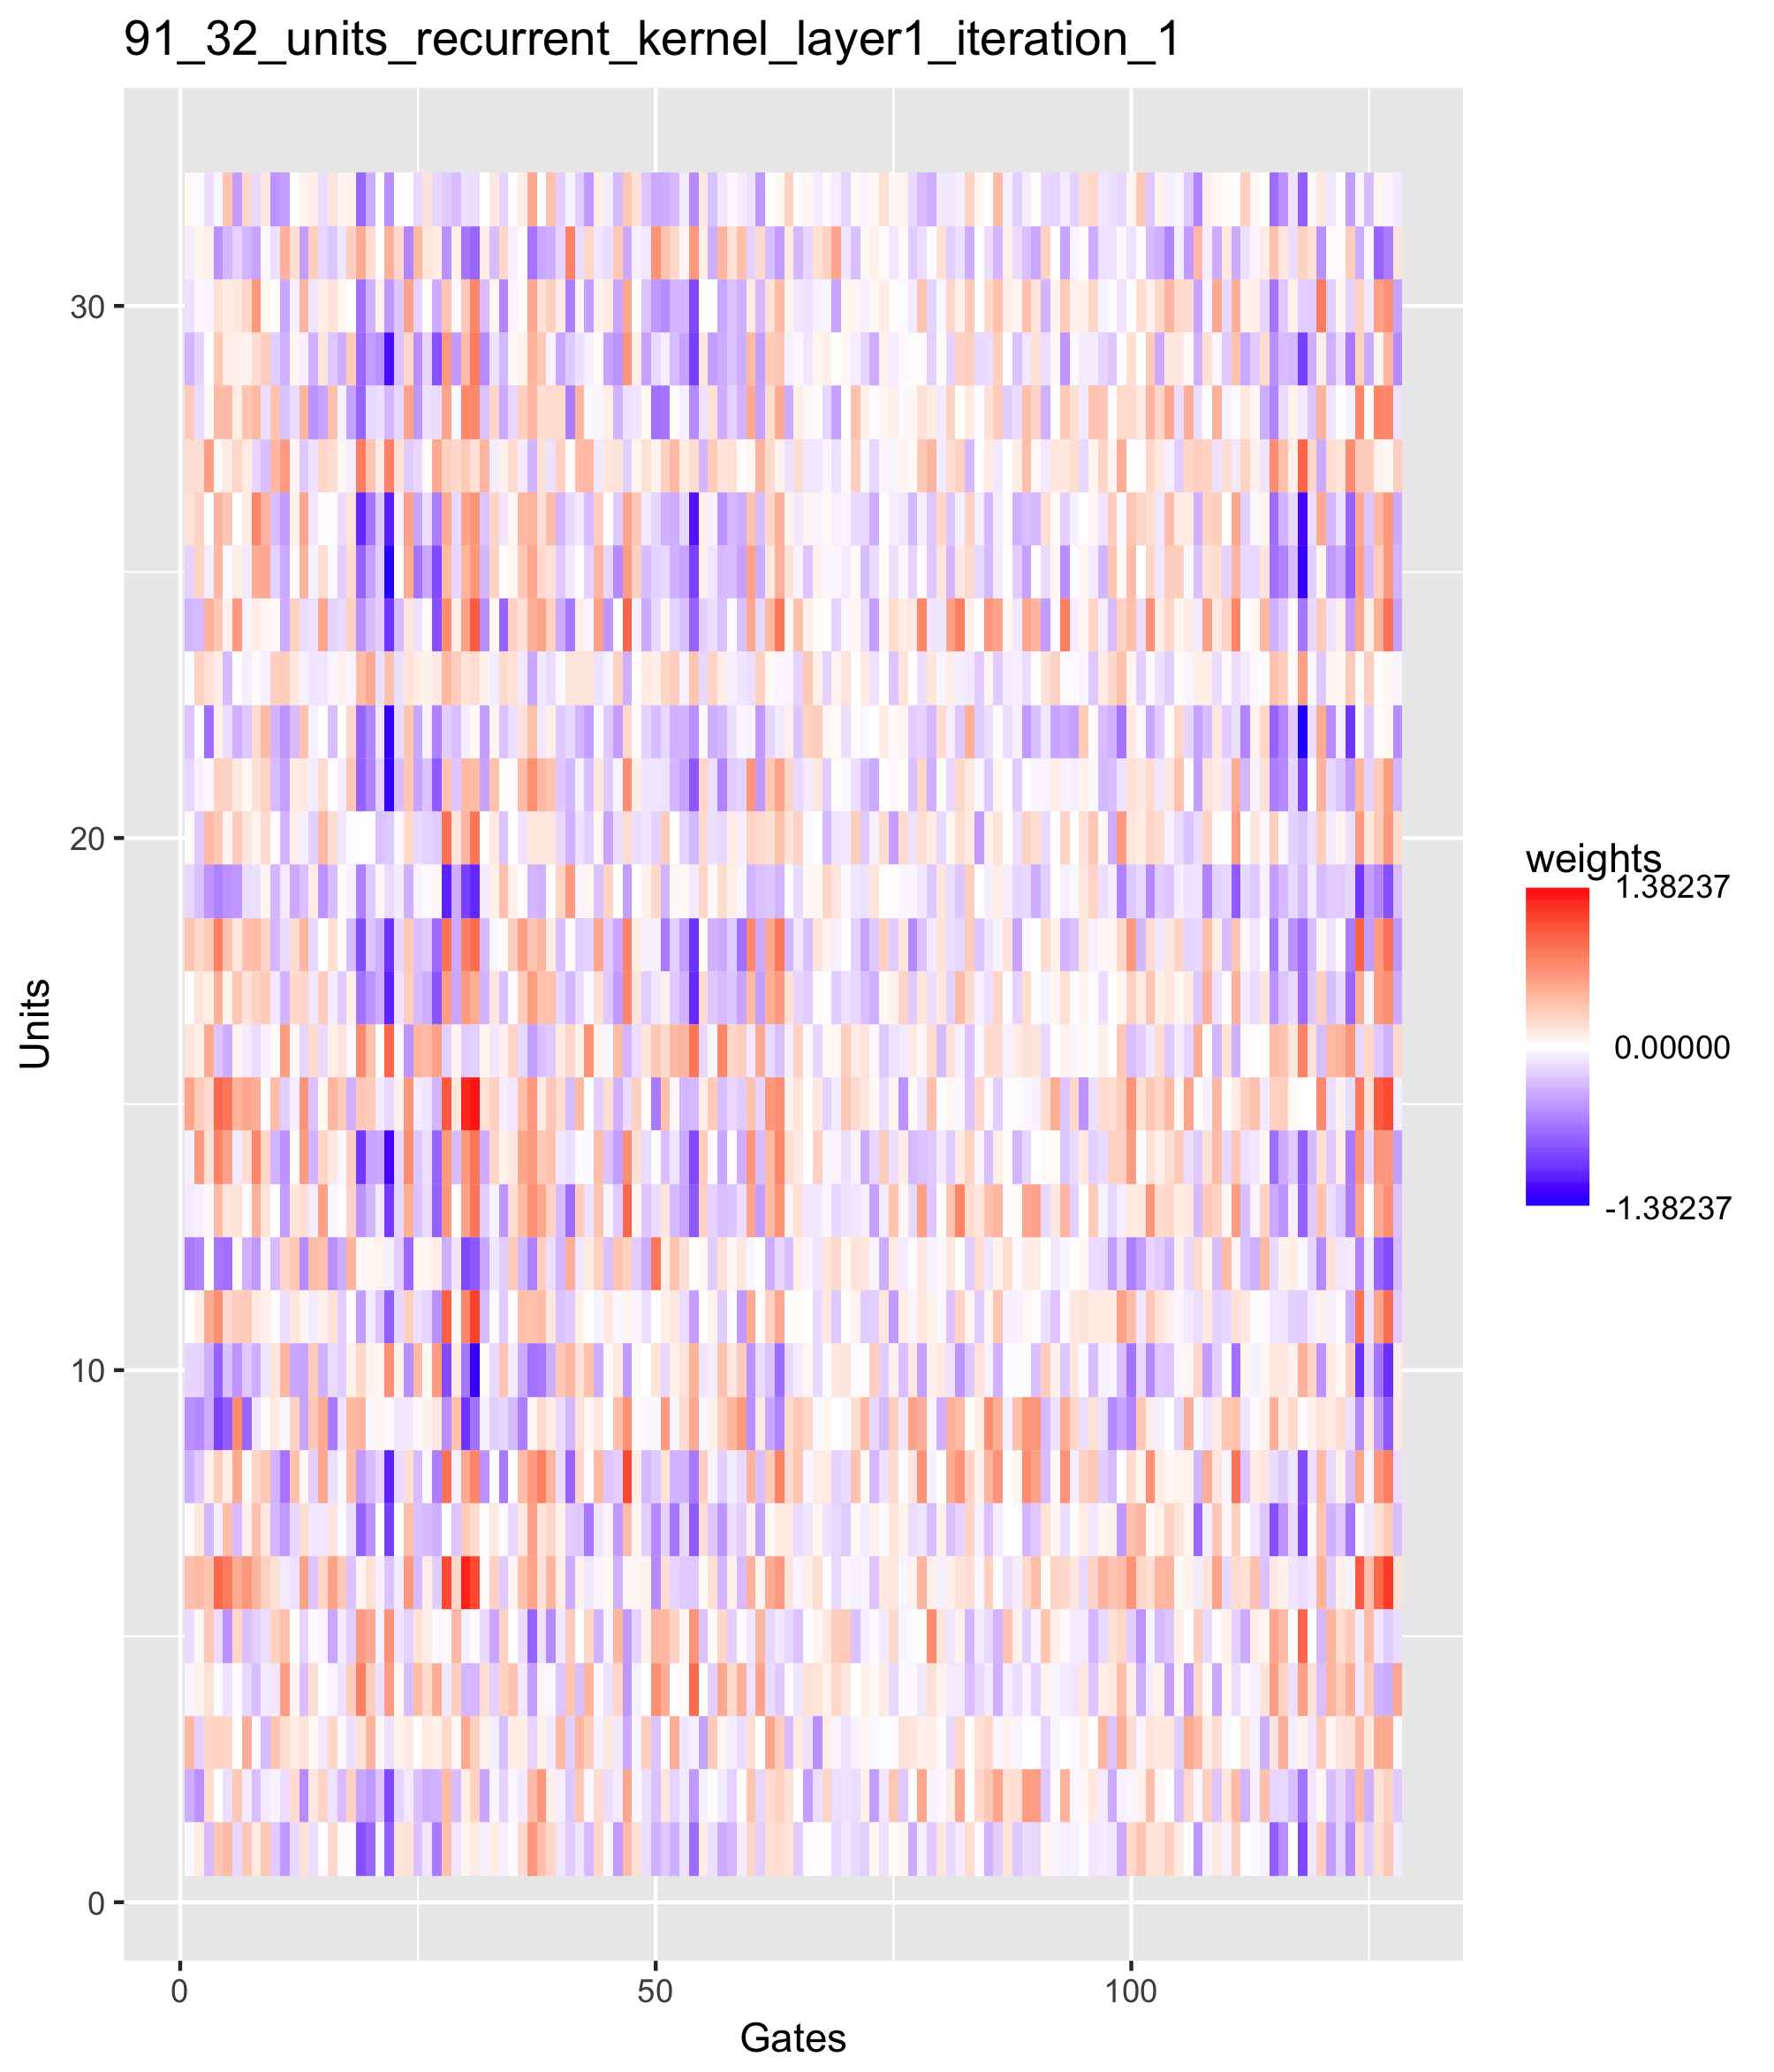 91_32_units_recurrent_kernel_layer1_iteration_1
30
20
10
0
Units
0
50
100
Gates
weights
1.38237
0.00000
-1.38237